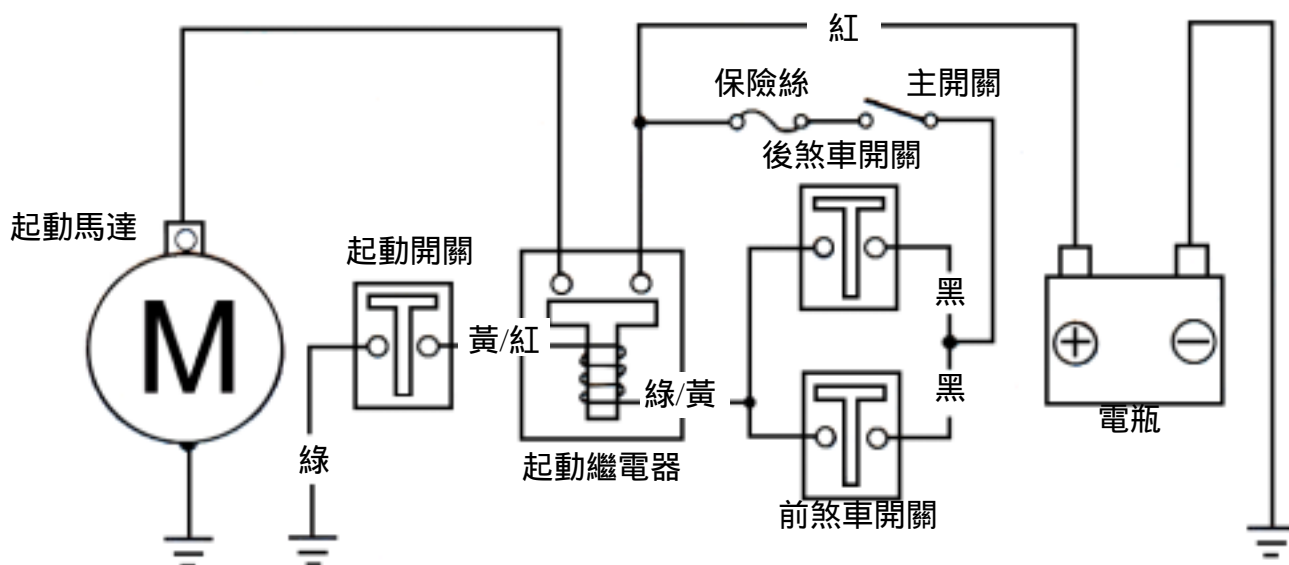 紅
保險絲
主開關
後煞車開關
起動馬達
起動開關
黑
M
黃/紅
綠/黃
黑
電瓶
綠
起動繼電器
前煞車開關